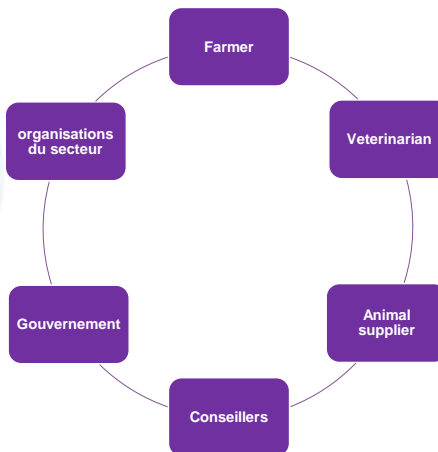 Farmer
Veterinarian
Animal
supplier
Conseillers
Gouvernement
organisations
du secteur